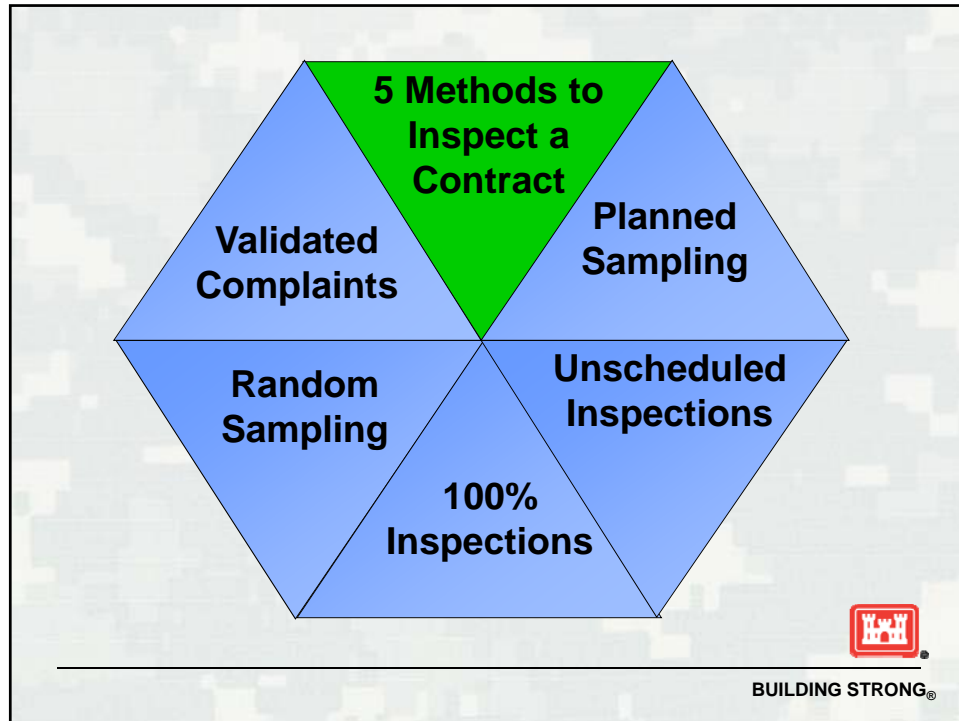 5 Methods to
Inspect a
Contract
Planned
Sampling
Unscheduled
Inspections
100%
Inspections
Random
Sampling
Validated
Complaints
BUILDING STRONG®